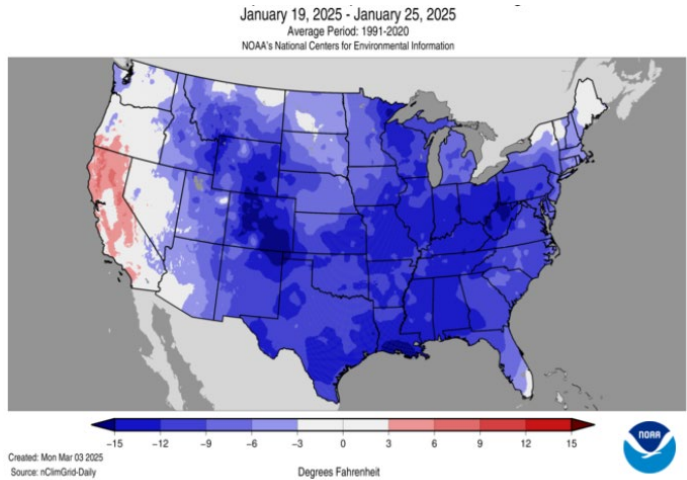 January 19, 2025 - January 25, 2025
Average Period: 1991-2020
NOAA's National Centers for Environmental Information
−15 −12 −9 −6 −3 0 3 6 9 12 15
NOAA
Created: Mon Mar 03 2025
Source: nClimGrid-Daily
Degrees Fahrenheit